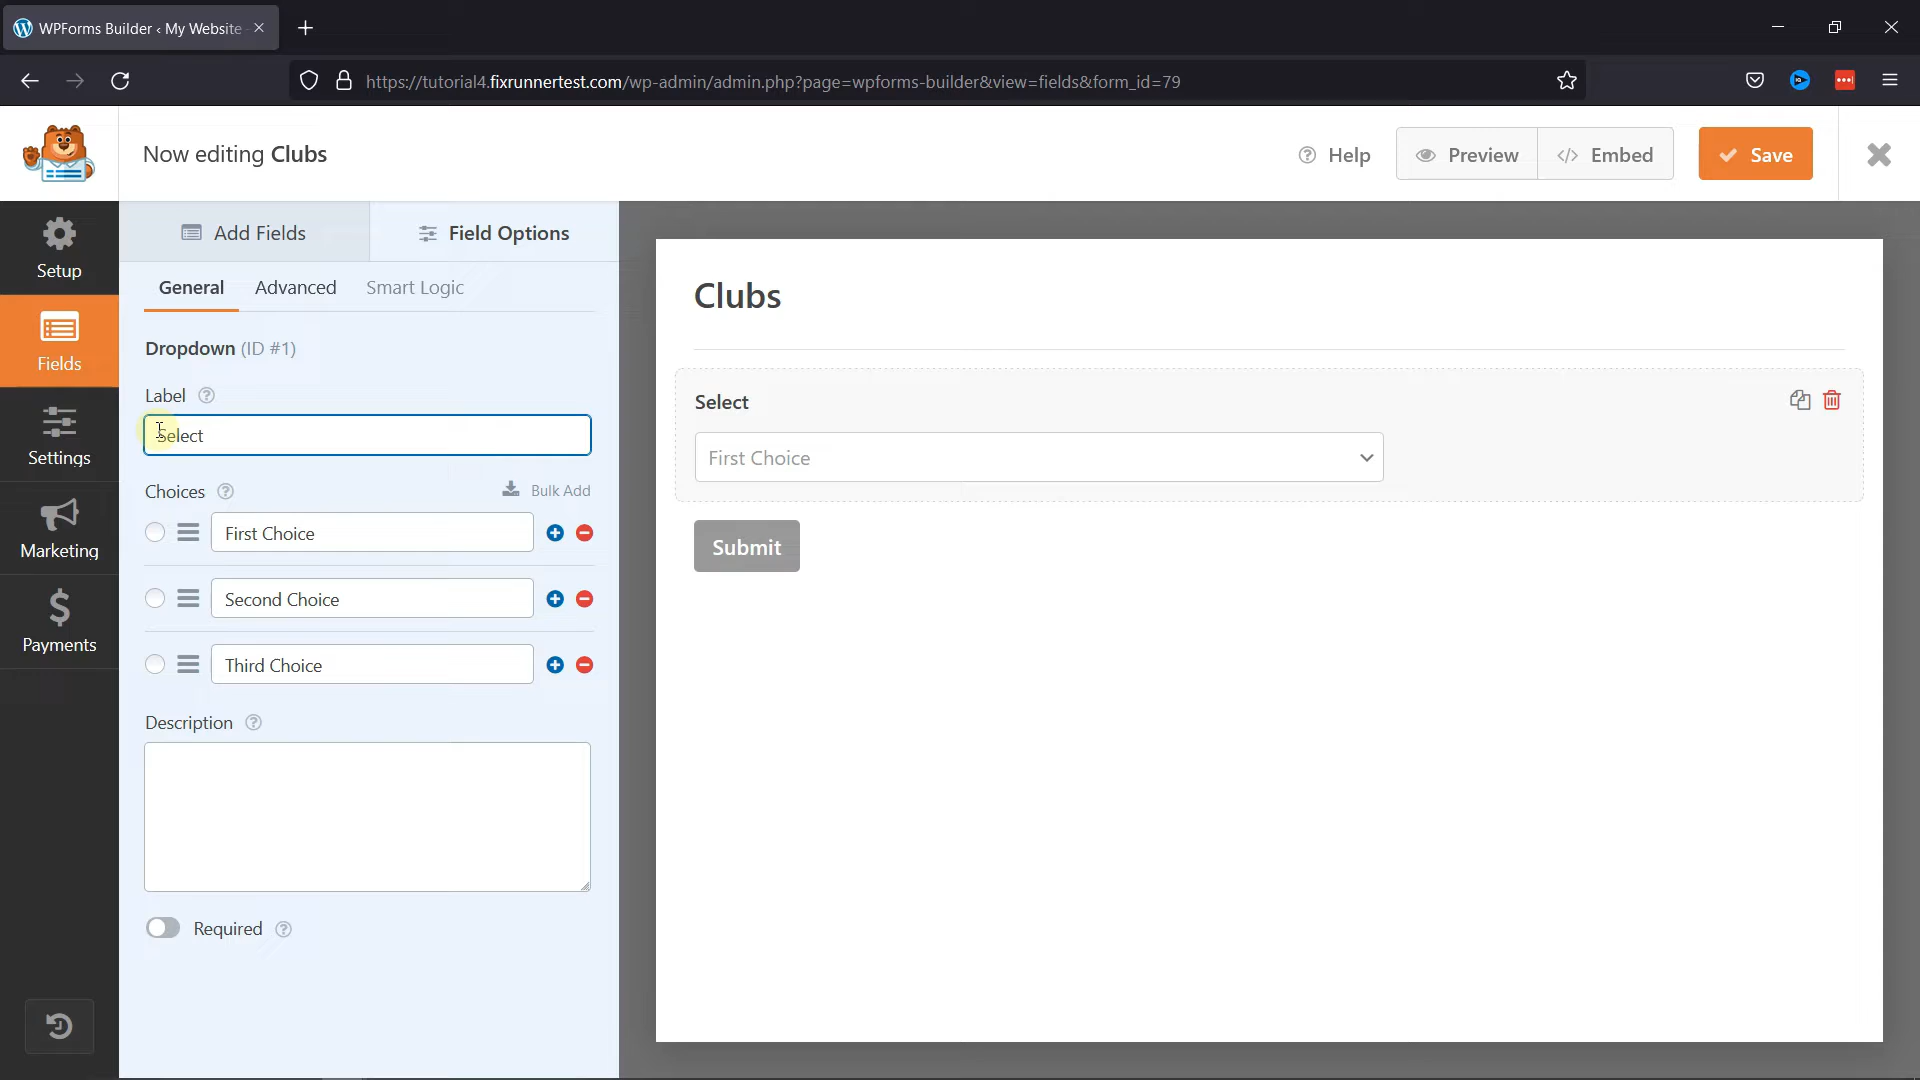 WPForms Builder ‹ My Website
https://tutorial4.fixrunnertest.com/wp-admin/admin.php?page=wpforms-builder&view=fields&form_id=79
Now editing Clubs
Help
Preview
Embed
Save
Setup
Fields
Settings
Marketing
Payments
Add Fields
Field Options
General
Advanced
Smart Logic
Dropdown (ID #1)
Label
Select
Choices
Bulk Add
First Choice
Second Choice
Third Choice
Description
Required
Clubs
Select
First Choice
Submit